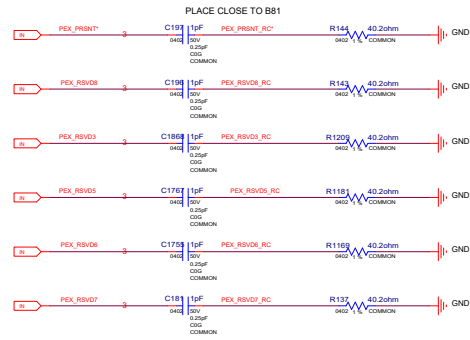 PLACE CLOSE TO B81
IN PEX_PRSNT* 3 C197 1pF PEX_PRSNT_RC* R144 40.2ohm GND
0402 50V 0402 1 % COMMON
0.25pF
C0G
COMMON
IN PEX_RSVD8 3 C196 1pF PEX_RSVD8_RC R143 40.2ohm GND
0402 50V 0402 1 % COMMON
0.25pF
C0G
COMMON
IN PEX_RSVD3 3 C1868 1pF PEX_RSVD3_RC R1209 40.2ohm GND
0402 50V 0402 1 % COMMON
0.25pF
C0G
COMMON
IN PEX_RSVD5 3 C1767 1pF PEX_RSVD5_RC R1181 40.2ohm GND
0402 50V 0402 1 % COMMON
0.25pF
C0G
COMMON
IN PEX_RSVD6 3 C1755 1pF PEX_RSVD6_RC R1169 40.2ohm GND
0402 50V 0402 1 % COMMON
0.25pF
C0G
COMMON
IN PEX_RSVD7 3 C181 1pF PEX_RSVD7_RC R137 40.2ohm GND
0402 50V 0402 1 % COMMON
0.25pF
C0G
COMMON